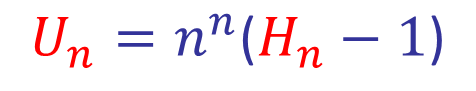 Uₙ = nⁿ(Hₙ − 1)